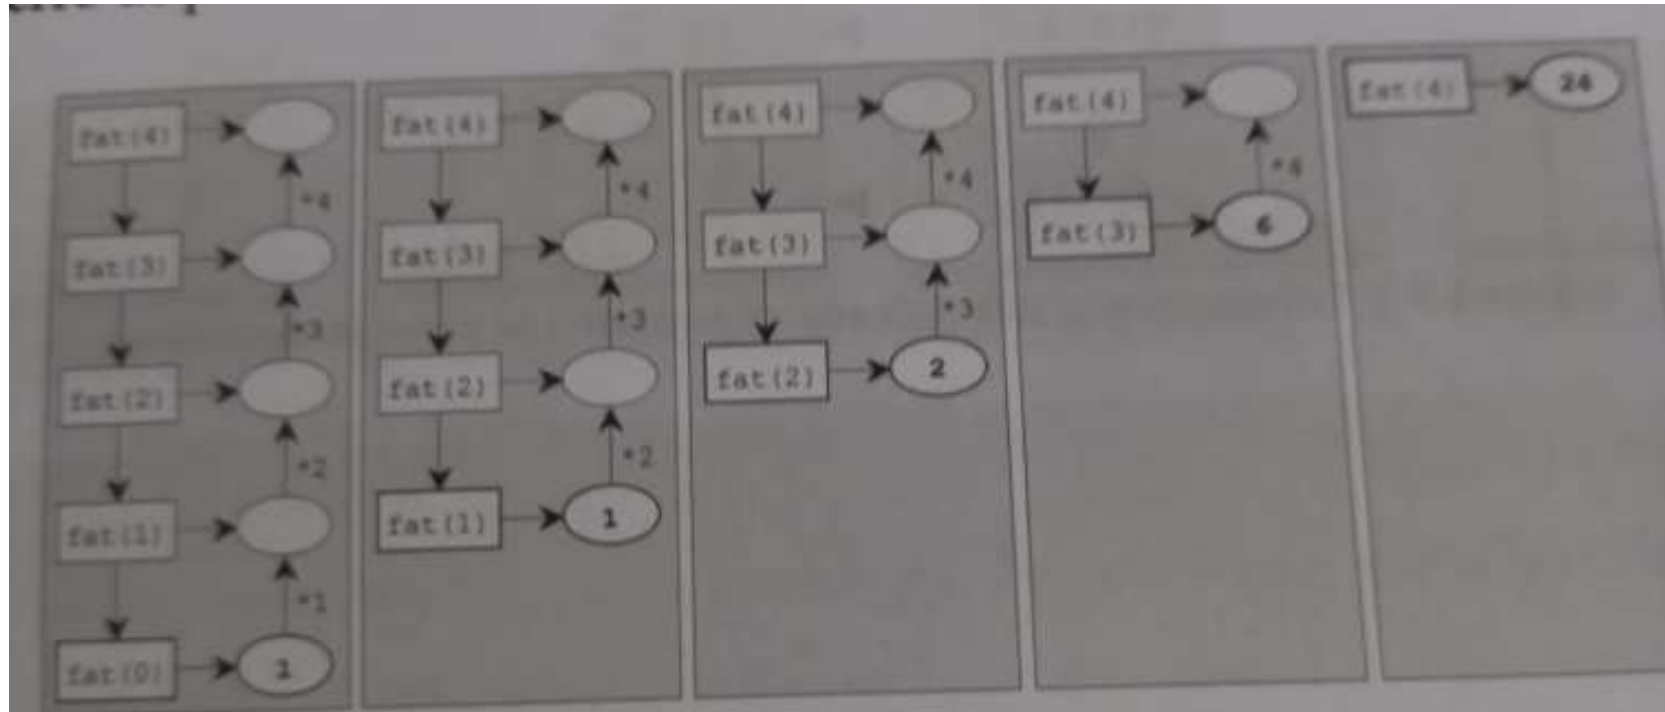 fat(4)
*4
fat(3)
*3
fat(2)
*2
fat(1)
*1
fat(0) 1
fat(4)
*4
fat(3)
*3
fat(2)
*2
fat(1) 1
fat(4)
*4
fat(3)
*3
fat(2) 2
fat(4)
*4
fat(3) 6
fat(4) 24